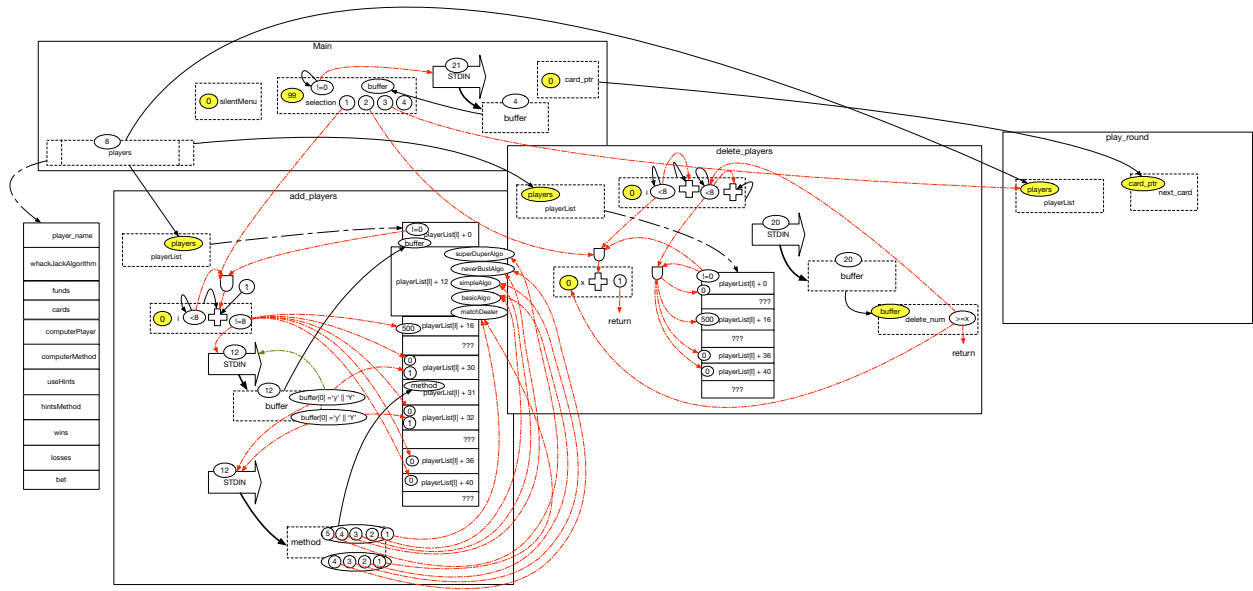 Main
21
STDIN
!=0
buffer
99
selection
1
2
3
4
0
silentMenu
0
card_ptr
4
buffer
8
players
play_round
players
playerList
card_ptr
next_card
delete_players
players
playerList
0
i
<8
<8
20
STDIN
20
buffer
buffer
delete_num
>=x
return
0
x
1
return
!=0
playerList[I] + 0
0
???
500
playerList[I] + 16
???
0
playerList[I] + 36
0
playerList[I] + 40
???
add_players
players
playerList
1
0
i
<8
!=8
12
STDIN
12
buffer
buffer[0] ='y' || 'Y'
buffer[0] ='y' || 'Y'
12
STDIN
method
5
4
3
2
1
4
3
2
1
!=0
playerList[I] + 0
buffer
playerList[I] + 12
superDuperAlgo
neverBustAlgo
simpleAlgo
basicAlgo
matchDealer
500
playerList[I] + 16
???
0
1
playerList[I] + 30
method
playerList[I] + 31
0
1
playerList[I] + 32
???
0
playerList[I] + 36
0
playerList[I] + 40
???
player_name
whackJackAlgorithm
funds
cards
computerPlayer
computerMethod
useHints
hintsMethod
wins
losses
bet